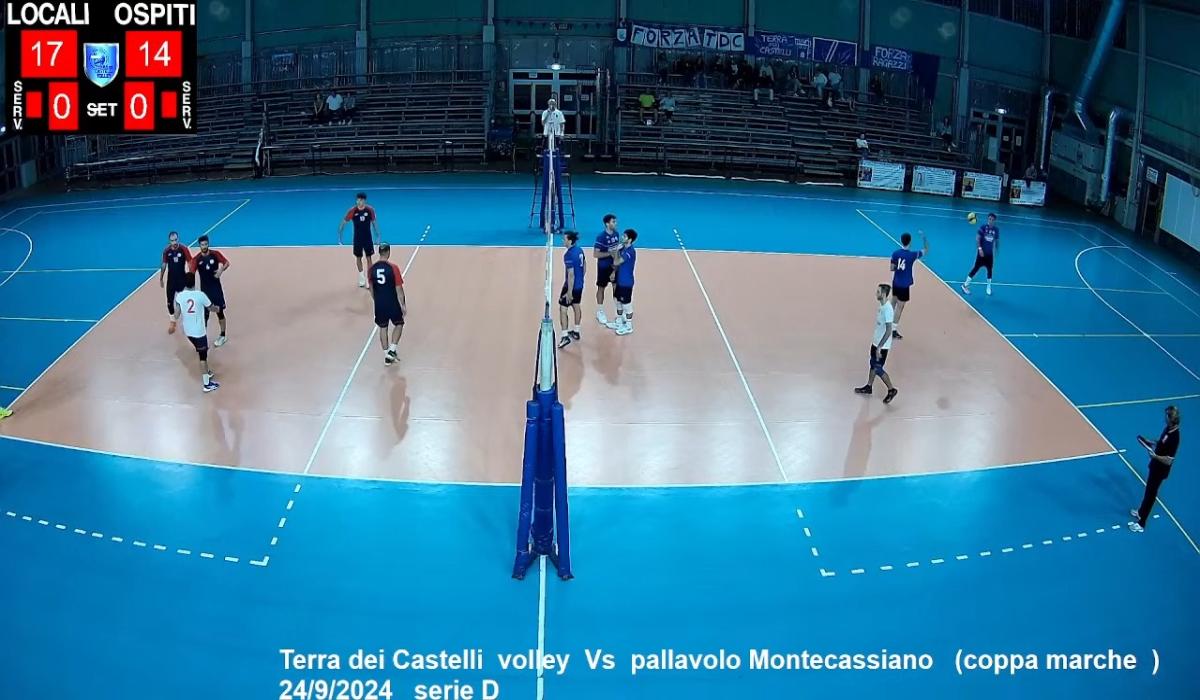 LOCALI OSPITI
17 14
SERV. 0 SET 0 SERV.
FORZA TDC
TERRA
CASTELLI
FORZA
RAGAZZI
5
2
14
Terra dei Castelli volley Vs pallavolo Montecassiano (coppa marche )
24/9/2024 serie D